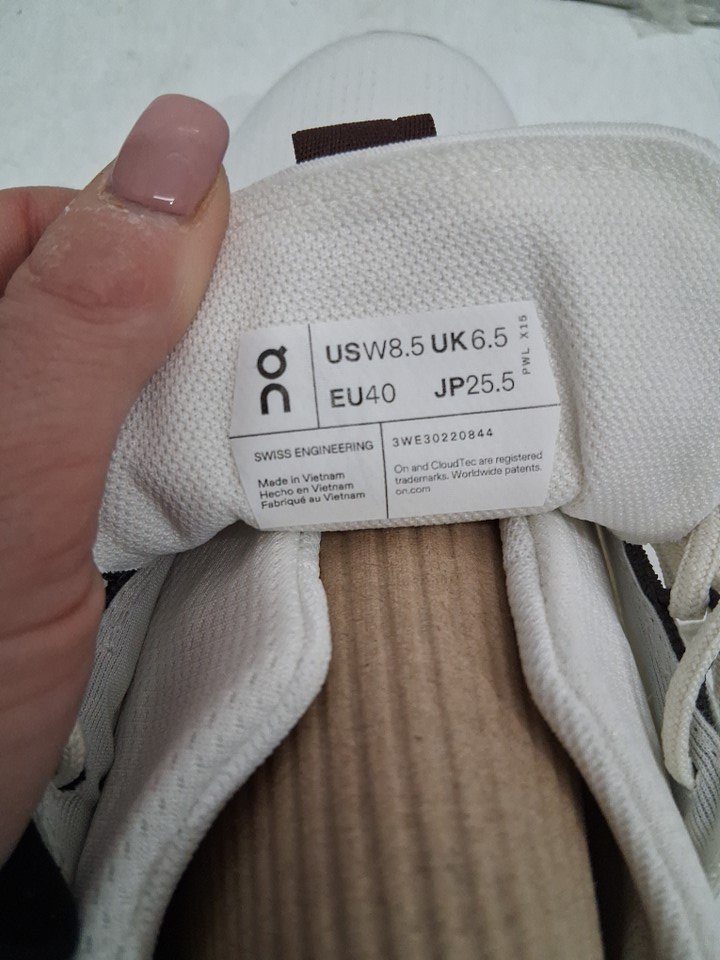 On
USW8.5 UK6.5
EU40 JP25.5
PWL X15
SWISS ENGINEERING
Made in Vietnam
Hecho en Vietnam
Fabriqué au Vietnam
3WE30220844
On and CloudTec are registered
trademarks. Worldwide patents.
on.com